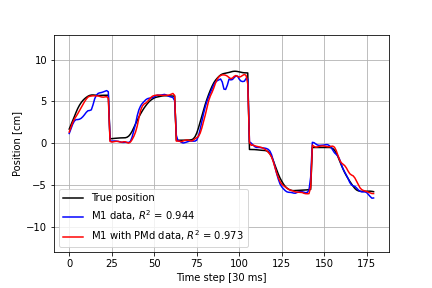 10
5
0
−5
−10
Position [cm]
True position
M1 data, R² = 0.944
M1 with PMd data, R² = 0.973
0 25 50 75 100 125 150 175
Time step [30 ms]